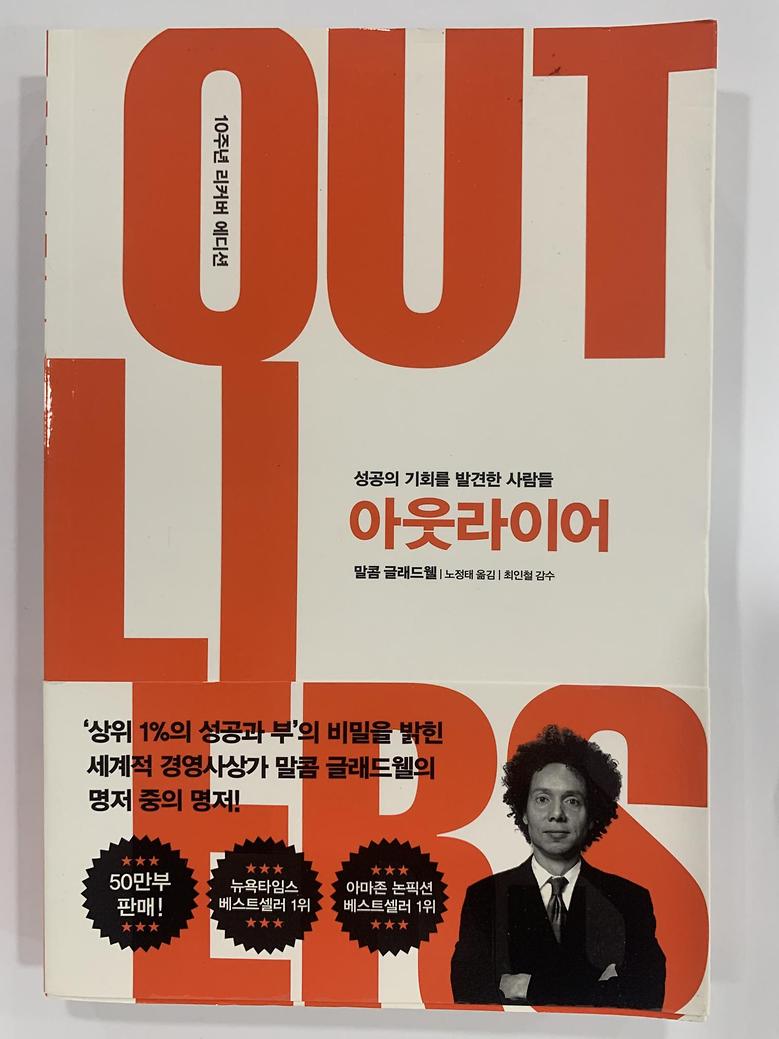 OUT
10주년 리커버 에디션
LI
성공의 기회를 발견한 사람들
아웃라이어
말콤 글래드웰 | 노정태 옮김 | 최인철 감수
ERS
‘상위 1%의 성공과 부’의 비밀을 밝힌
세계적 경영사상가 말콤 글래드웰의
명저 중의 명저!
50만부
판매!
뉴욕타임스
베스트셀러 1위
아마존 논픽션
베스트셀러 1위